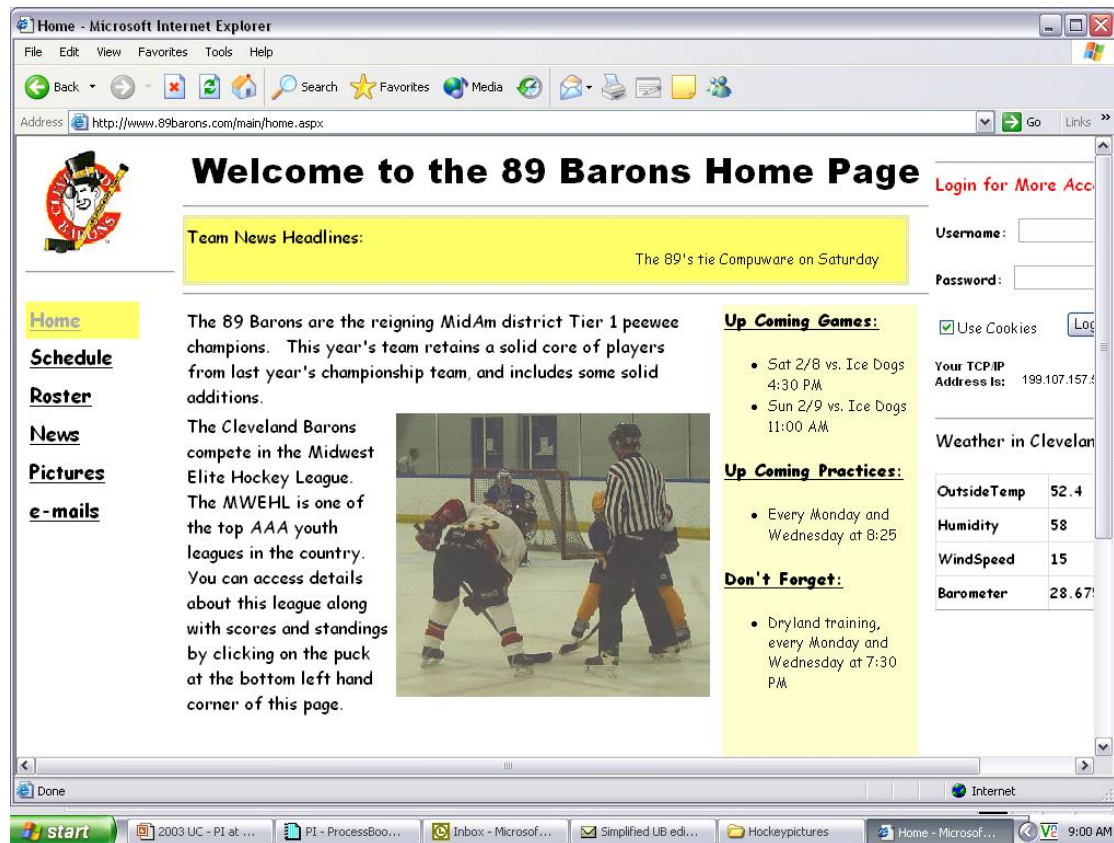 Home - Microsoft Internet Explorer
File Edit View Favorites Tools Help
Back Search Favorites Media
Address http://www.89barons.com/main/home.aspx Go Links »
CLEVELAND BARONS
Welcome to the 89 Barons Home Page
Team News Headlines:
The 89's tie Compuware on Saturday
Home
Schedule
Roster
News
Pictures
e-mails
The 89 Barons are the reigning MidAm district Tier 1 peewee
champions. This year's team retains a solid core of players
from last year's championship team, and includes some solid
additions.
The Cleveland Barons
compete in the Midwest
Elite Hockey League.
The MWEHL is one of
the top AAA youth
leagues in the country.
You can access details
about this league along
with scores and standings
by clicking on the puck
at the bottom left hand
corner of this page.
Up Coming Games:
• Sat 2/8 vs. Ice Dogs
4:30 PM
• Sun 2/9 vs. Ice Dogs
11:00 AM
Up Coming Practices:
• Every Monday and
Wednesday at 8:25
Don't Forget:
• Dryland training,
every Monday and
Wednesday at 7:30
PM
Login for More Acc
Username:
Password:
Use Cookies Log
Your TCP/IP
Address Is: 199.107.157.5
Weather in Clevelan
OutsideTemp 52.4
Humidity 58
WindSpeed 15
Barometer 28.675
Done Internet
start 2003 UC - PI at ... PI - ProcessBoo... Inbox - Microsof... Simplified UB edi... Hockeypictures Home - Microsof... 9:00 AM